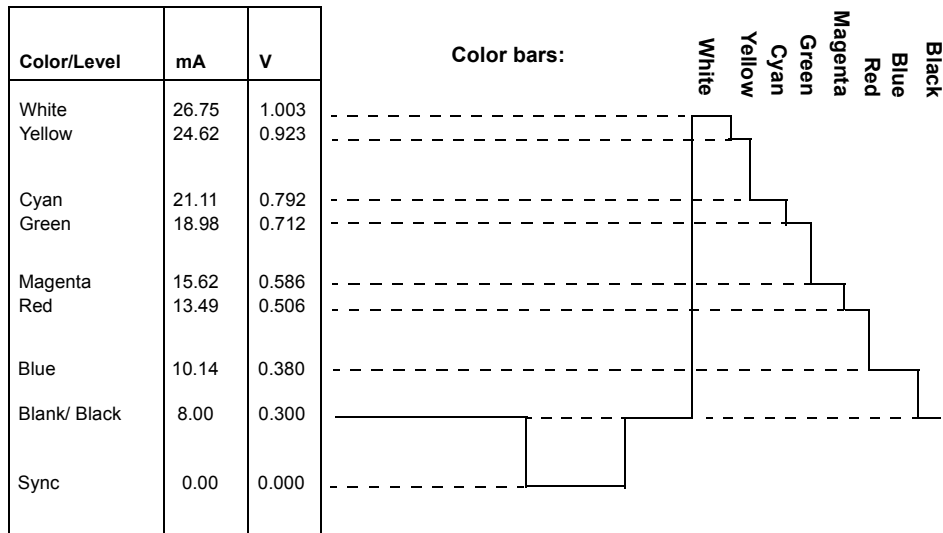 Color/Level mA V
White 26.75 1.003
Yellow 24.62 0.923
Cyan 21.11 0.792
Green 18.98 0.712
Magenta 15.62 0.586
Red 13.49 0.506
Blue 10.14 0.380
Blank/ Black 8.00 0.300
Sync 0.00 0.000
Color bars:
White
Yellow
Cyan
Green
Magenta
Red
Blue
Black